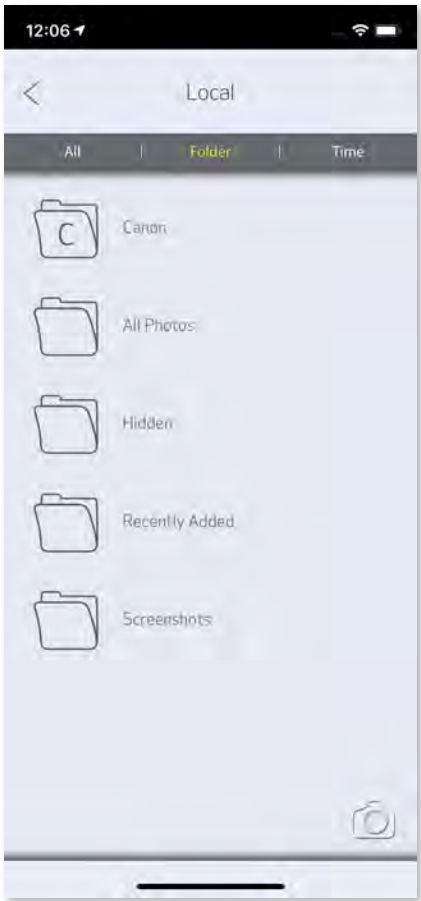 12:06
Local
All | Folder | Time
C Canon
All Photos
Hidden
Recently Added
Screenshots